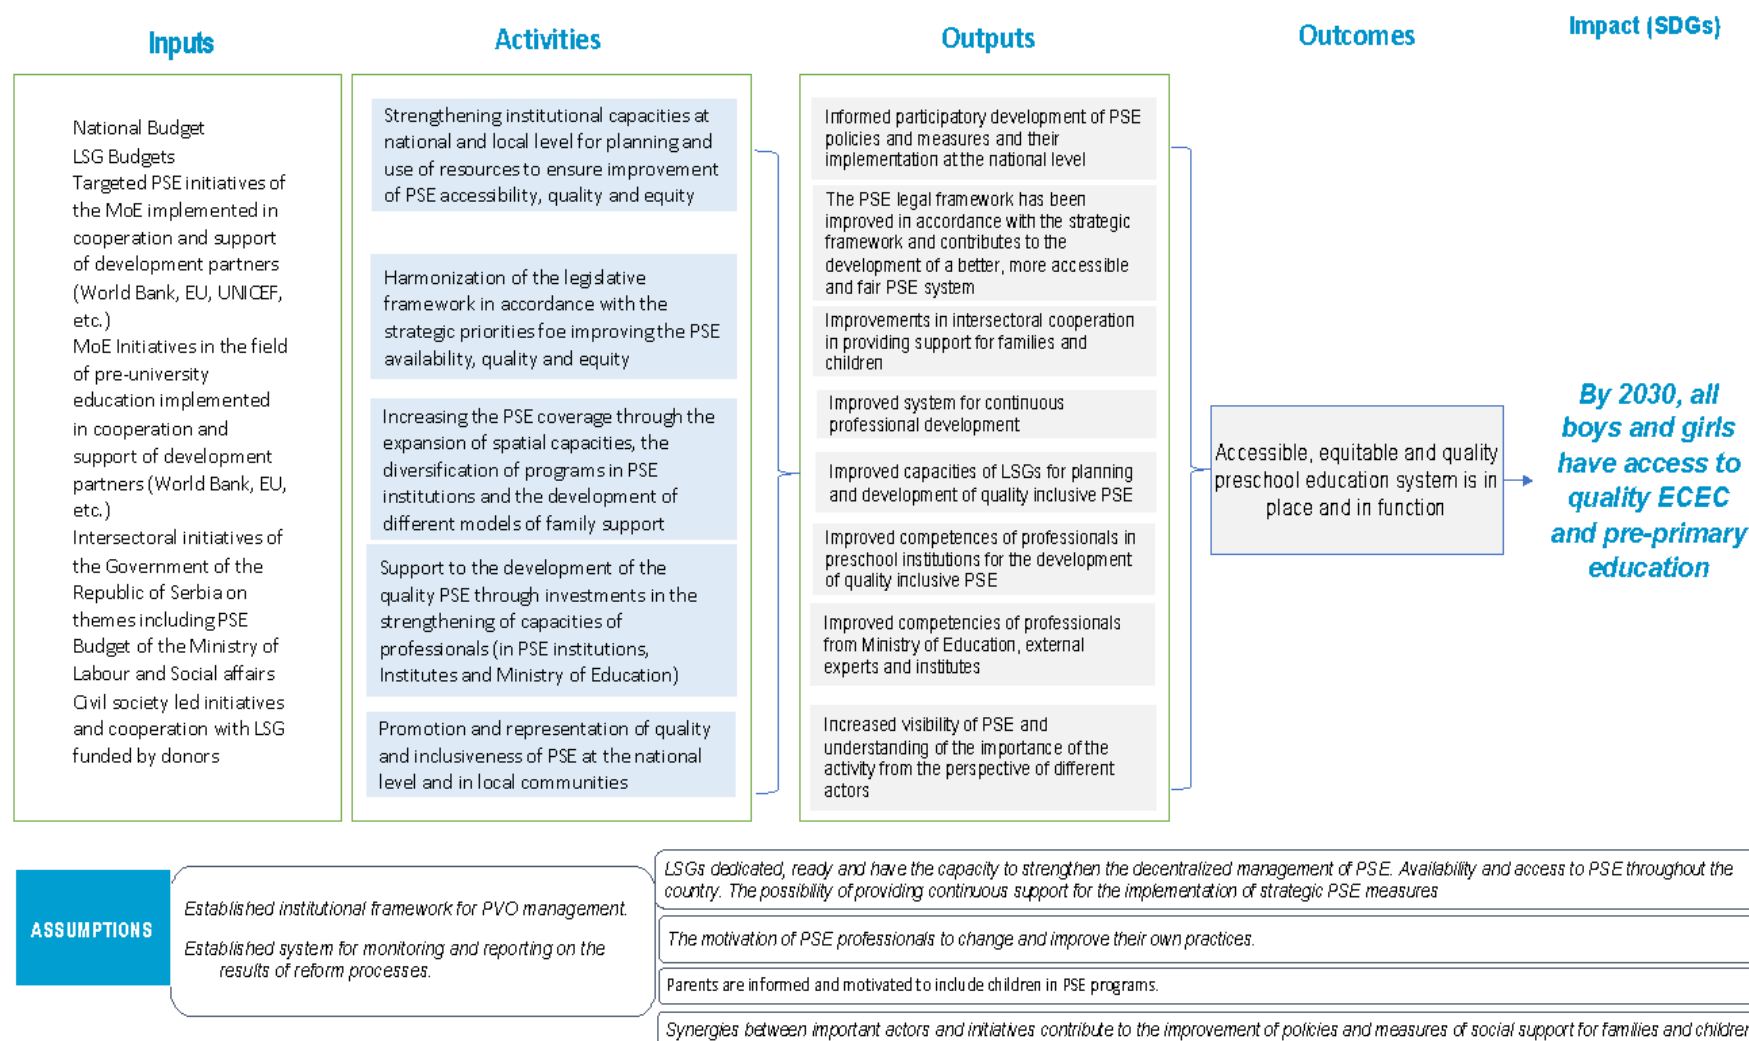 Inputs
National Budget
LSG Budgets
Targeted PSE initiatives of
the MoE implemented in
cooperation and support
of development partners
(World Bank, EU, UNICEF,
etc.)
MoE Initiatives in the field
of pre-university
education implemented
in cooperation and
support of development
partners (World Bank, EU,
etc.)
Intersectoral initiatives of
the Government of the
Republic of Serbia on
themes including PSE
Budget of the Ministry of
Labour and Social affairs
Civil society led initiatives
and cooperation with LSG
funded by donors
Activities
Strengthening institutional capacities at
national and local level for planning and
use of resources to ensure improvement
of PSE accessibility, quality and equity
Harmonization of the legislative
framework in accordance with the
strategic priorities foe improving the PSE
availability, quality and equity
Increasing the PSE coverage through the
expansion of spatial capacities, the
diversification of programs in PSE
institutions and the development of
different models of family support
Support to the development of the
quality PSE through investments in the
strengthening of capacities of
professionals (in PSE institutions,
Institutes and Ministry of Education)
Promotion and representation of quality
and inclusiveness of PSE at the national
level and in local communities
Outputs
Informed participatory development of PSE
policies and measures and their
implementation at the national level
The PSE legal framework has been
improved in accordance with the strategic
framework and contributes to the
development of a better, more accessible
and fair PSE system
Improvements in intersectoral cooperation
in providing support for families and
children
Improved system for continuous
professional development
Improved capacities of LSGs for planning
and development of quality inclusive PSE
Improved competences of professionals in
preschool institutions for the development
of quality inclusive PSE
Improved competencies of professionals
from Ministry of Education, external
experts and institutes
Increased visibility of PSE and
understanding of the importance of the
activity from the perspective of different
actors
Outcomes
Accessible, equitable and quality
preschool education system is in
place and in function
Impact (SDGs)
By 2030, all
boys and girls
have access to
quality ECEC
and pre-primary
education
ASSUMPTIONS
Established institutional framework for PVO management.
Established system for monitoring and reporting on the
results of reform processes.
LSGs dedicated, ready and have the capacity to strengthen the decentralized management of PSE. Availability and access to PSE throughout the
country. The possibility of providing continuous support for the implementation of strategic PSE measures
The motivation of PSE professionals to change and improve their own practices.
Parents are informed and motivated to include children in PSE programs.
Synergies between important actors and initiatives contribute to the improvement of policies and measures of social support for families and children